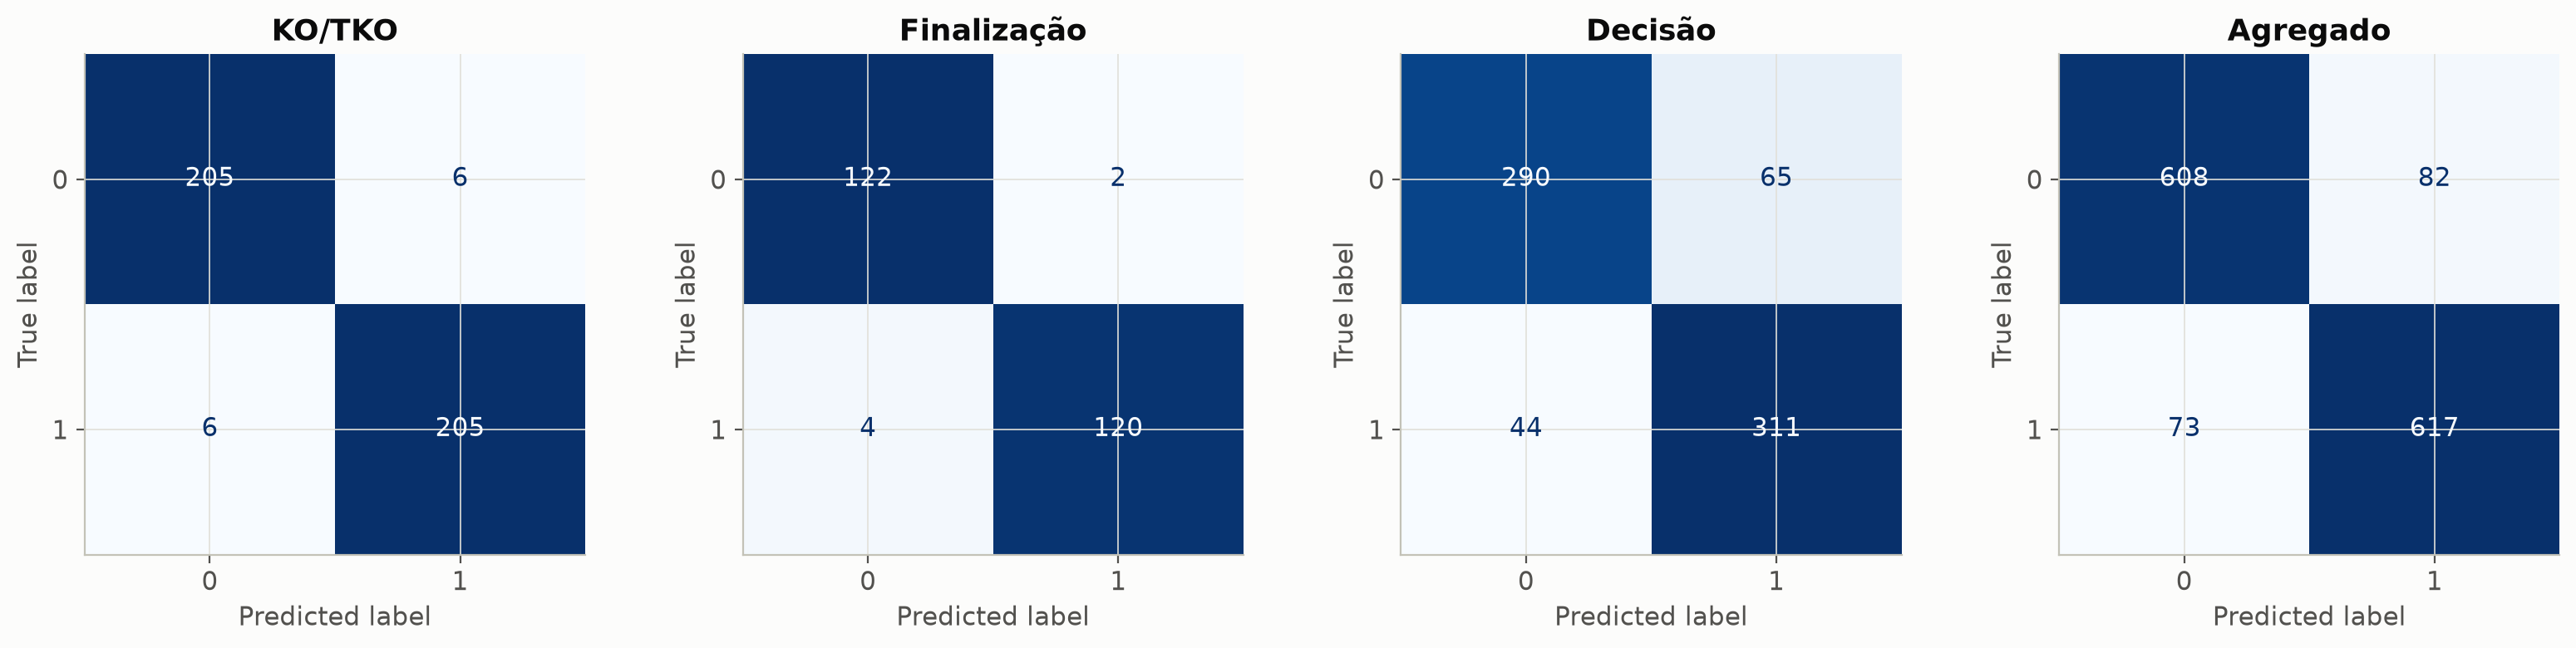 KO/TKO
True label
0
205
6
1
6
205
0
1
Predicted label
Finalização
True label
0
122
2
1
4
120
0
1
Predicted label
Decisão
True label
0
290
65
1
44
311
0
1
Predicted label
Agregado
True label
0
608
82
1
73
617
0
1
Predicted label